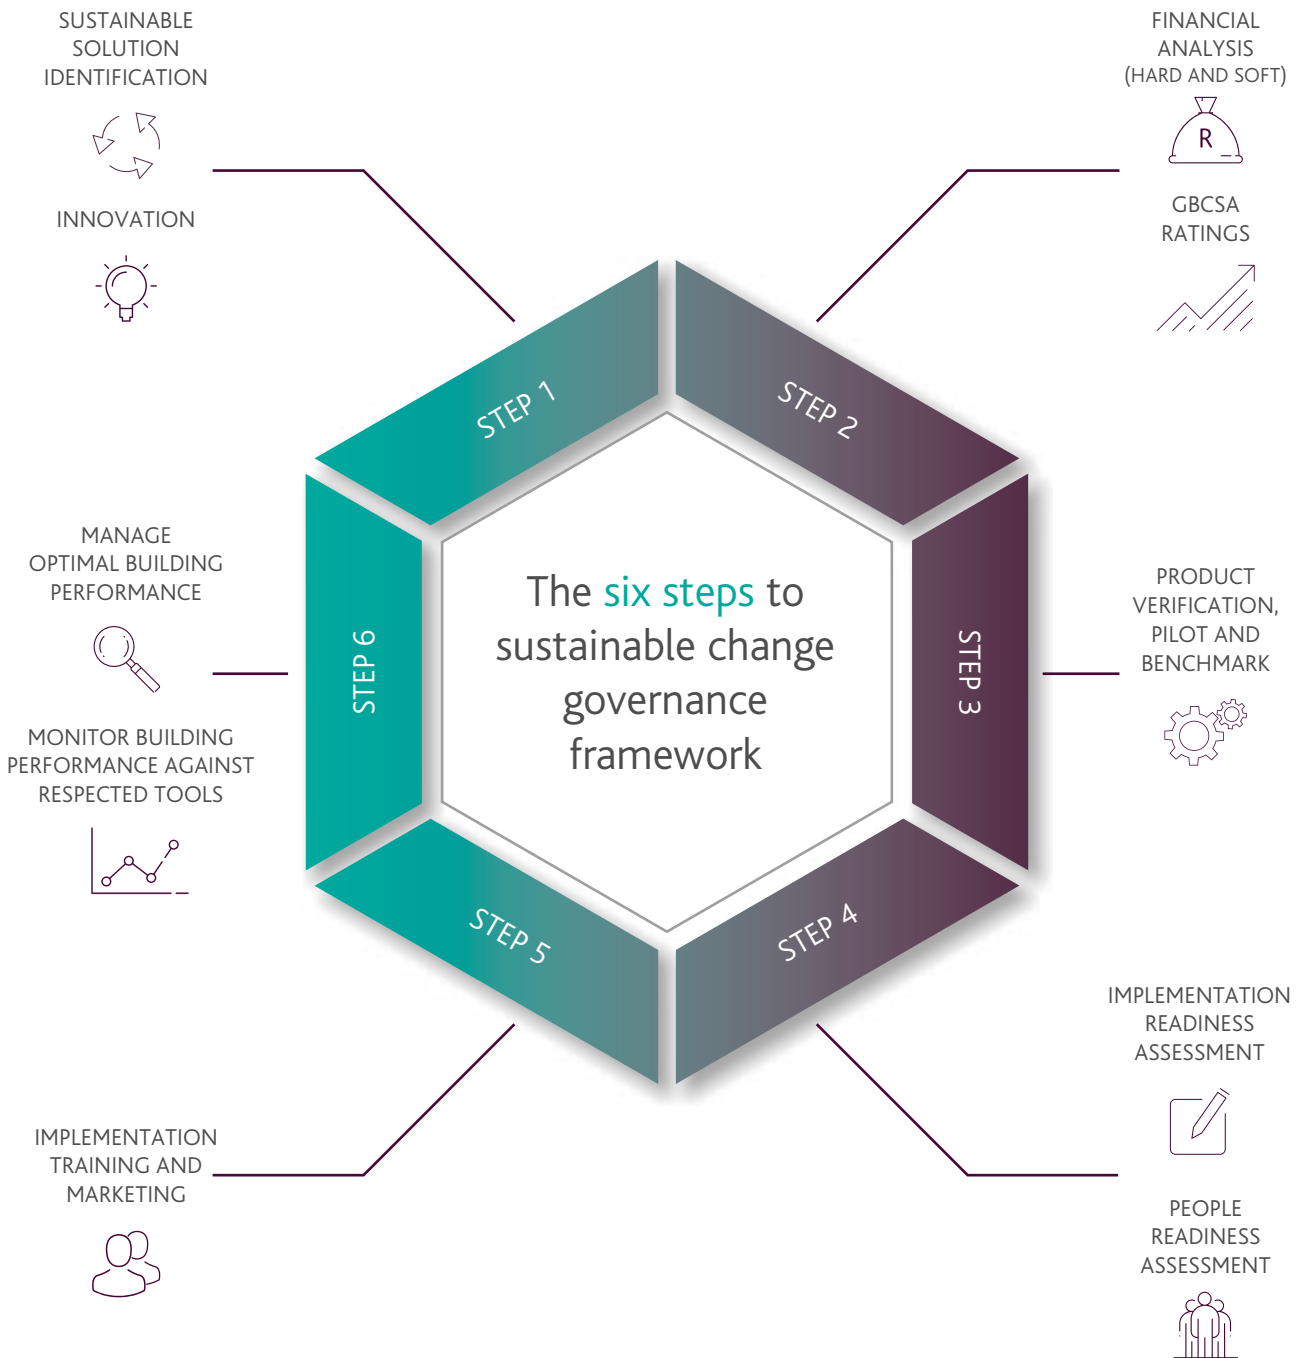 SUSTAINABLE
SOLUTION
IDENTIFICATION
INNOVATION
FINANCIAL
ANALYSIS
(HARD AND SOFT)
R
GBCSA
RATINGS
STEP 1
STEP 2
MANAGE
OPTIMAL BUILDING
PERFORMANCE
MONITOR BUILDING
PERFORMANCE AGAINST
RESPECTED TOOLS
STEP 6
The six steps to
sustainable change
governance
framework
STEP 3
PRODUCT
VERIFICATION,
PILOT AND
BENCHMARK
STEP 5
STEP 4
IMPLEMENTATION
TRAINING AND
MARKETING
IMPLEMENTATION
READINESS
ASSESSMENT
PEOPLE
READINESS
ASSESSMENT